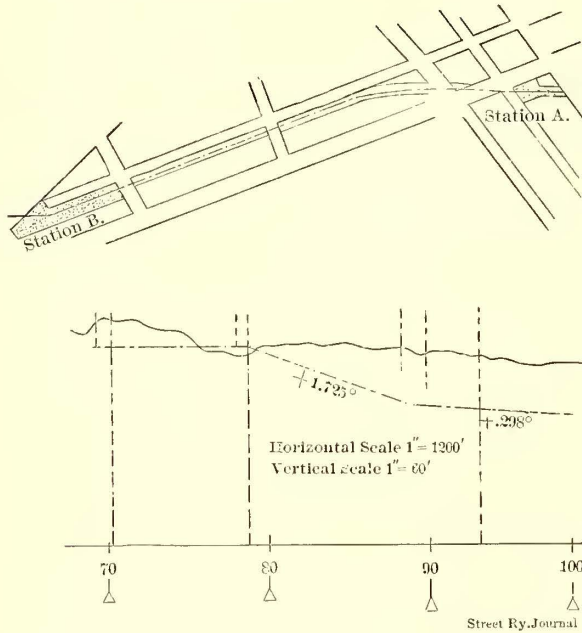 Station A.
Station B.
+1.725°
+.298°
Horizontal Scale 1"= 1200'
Vertical Scale 1"= 60'
70 80 90 100
Street Ry.Journal